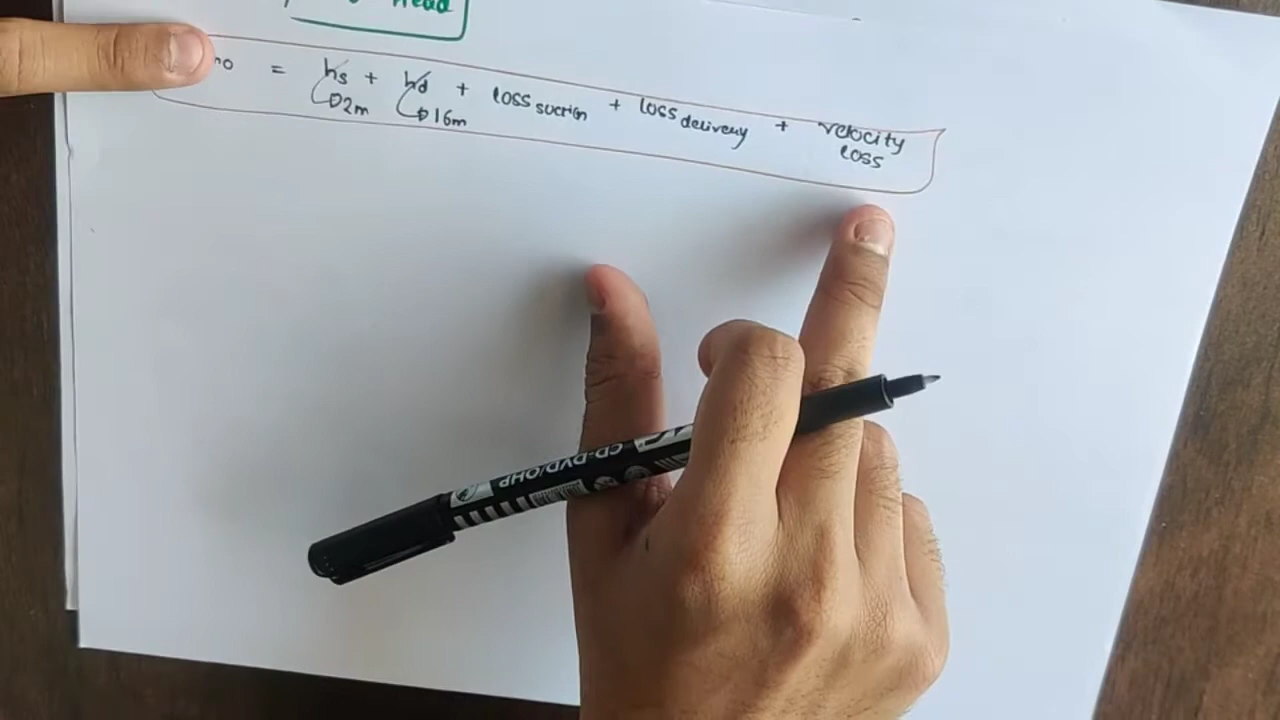 Head
= hs + hd + loss suction + loss delivery + velocity loss
2m 16m
CD-DVD/OHP